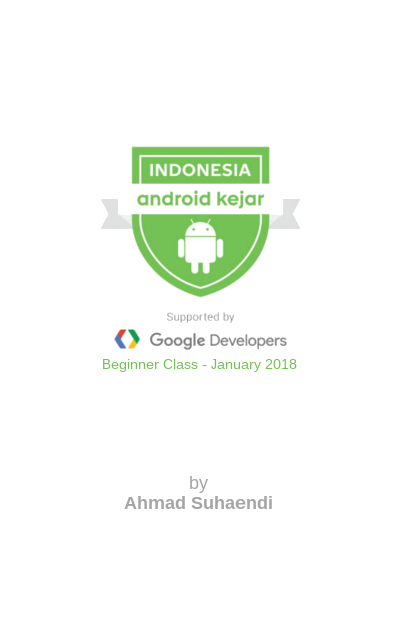 INDONESIA
android kejar
Supported by
Google Developers
Beginner Class - January 2018
by
Ahmad Suhaendi